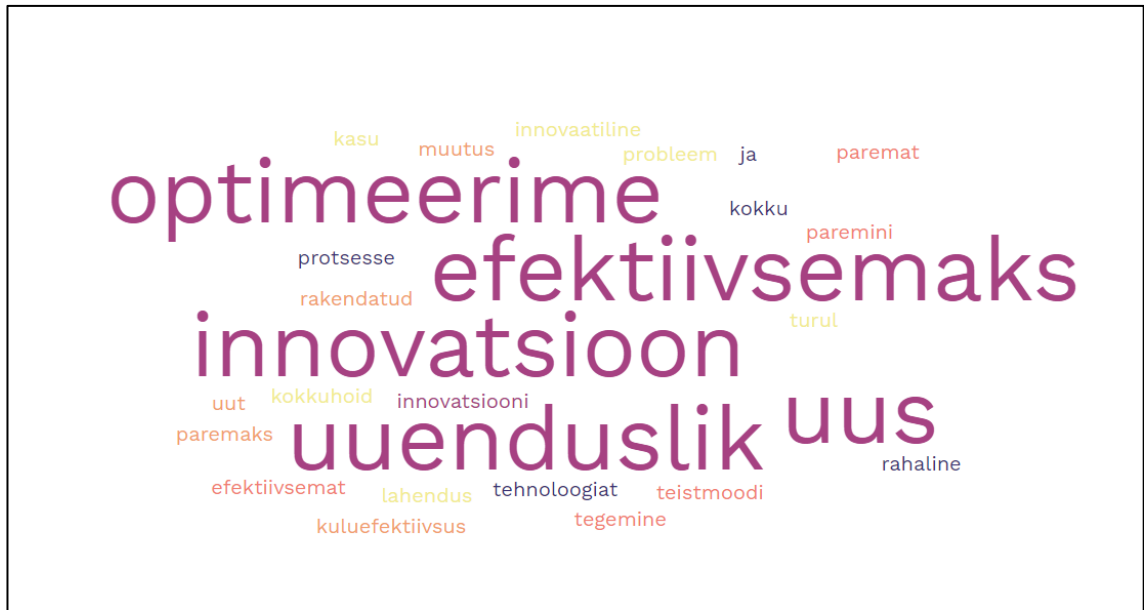 innovaatiline
kasu
muutus
probleem
ja
paremat
optimeerime
kokku
paremini
protsesse
efektiivsemaks
rakendatud
turul
innovatsioon
uut
kokkuhoid
innovatsiooni
uus
paremaks
uuenduslik
rahaline
efektiivsemat
lahendus
tehnoloogiat
teistmoodi
kuluefektiivsus
tegemine